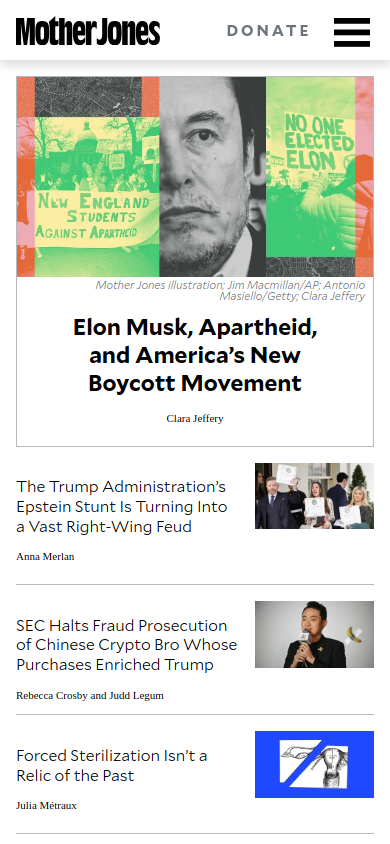 Mother Jones
DONATE
NEW ENGLAND
STUDENTS
AGAINST APARTHEID
NO ONE
ELECTED
ELON
Mother Jones illustration; Jim Macmillan/AP; Antonio
Masiello/Getty; Clara Jeffery
Elon Musk, Apartheid,
and America’s New
Boycott Movement
Clara Jeffery
The Trump Administration’s
Epstein Stunt Is Turning Into
a Vast Right-Wing Feud
Anna Merlan
SEC Halts Fraud Prosecution
of Chinese Crypto Bro Whose
Purchases Enriched Trump
Rebecca Crosby and Judd Legum
Forced Sterilization Isn’t a
Relic of the Past
Julia Métraux